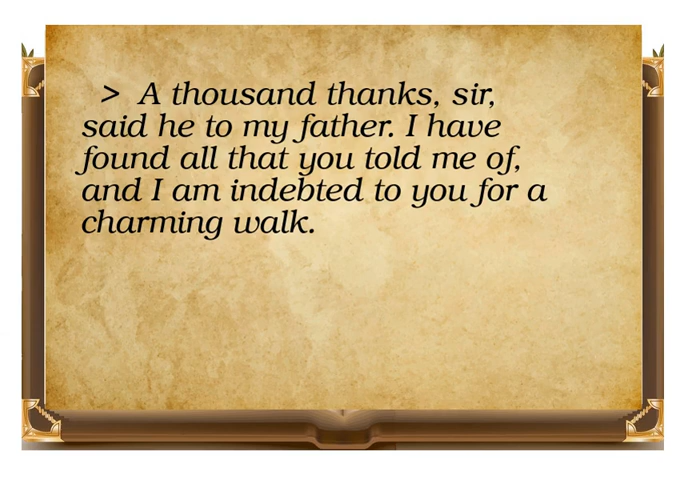 > A thousand thanks, sir,
said he to my father. I have
found all that you told me of,
and I am indebted to you for a
charming walk.